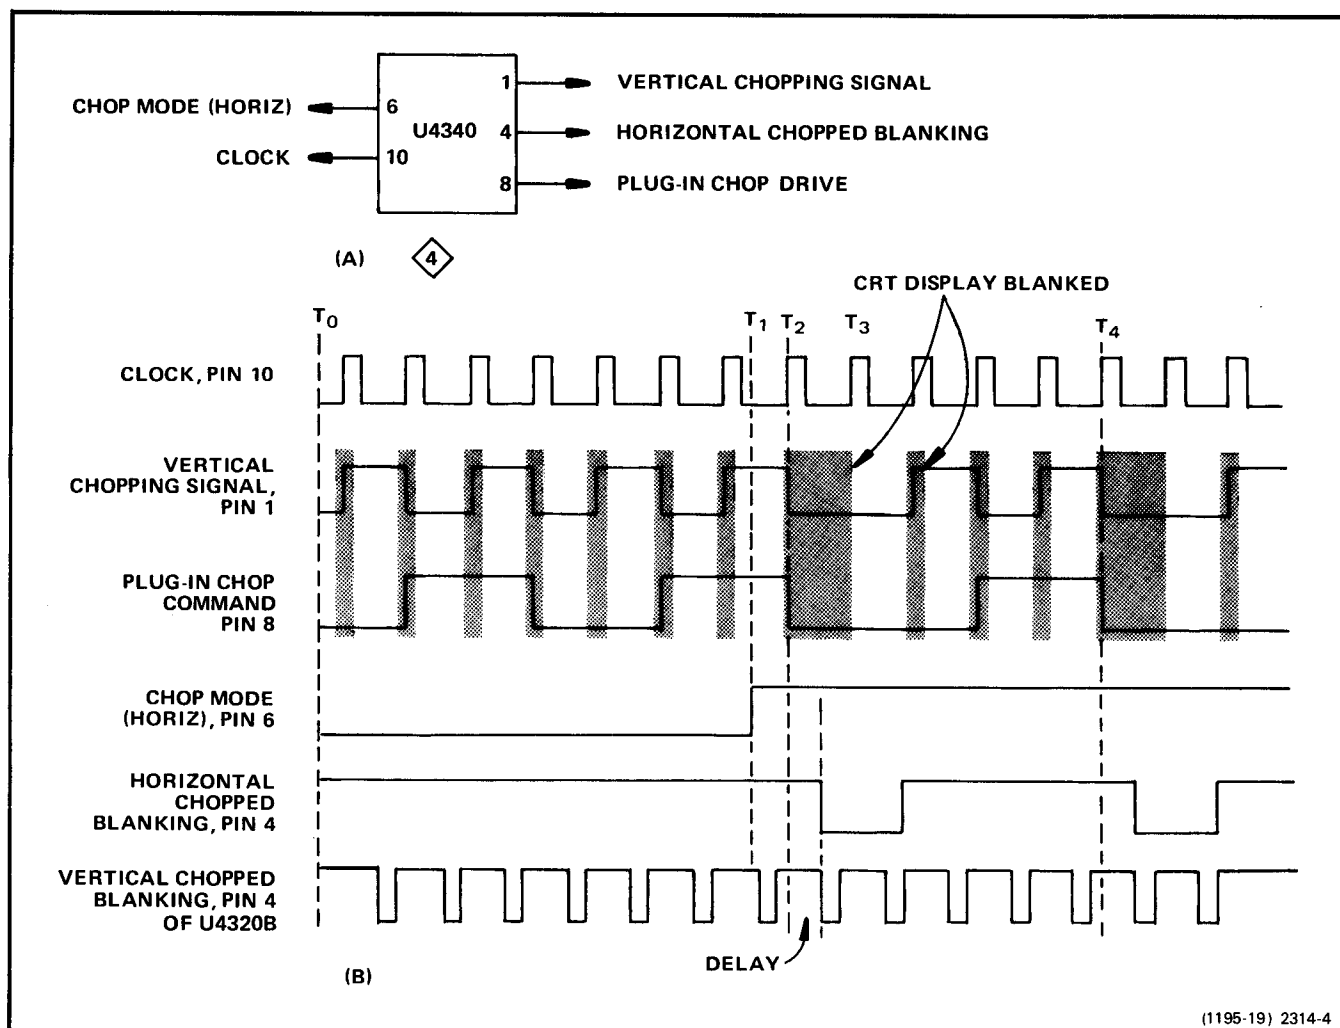 1
VERTICAL CHOPPING SIGNAL
CHOP MODE (HORIZ)
6
U4340
4
HORIZONTAL CHOPPED BLANKING
CLOCK
10
8
PLUG-IN CHOP DRIVE
(A)
4
CRT DISPLAY BLANKED
T0
T1
T2
T3
T4
CLOCK, PIN 10
VERTICAL
CHOPPING SIGNAL,
PIN 1
PLUG-IN CHOP
COMMAND
PIN 8
CHOP MODE
(HORIZ), PIN 6
HORIZONTAL
CHOPPED
BLANKING, PIN 4
VERTICAL CHOPPED
BLANKING, PIN 4
OF U4320B
DELAY
(B)
(1195-19) 2314-4